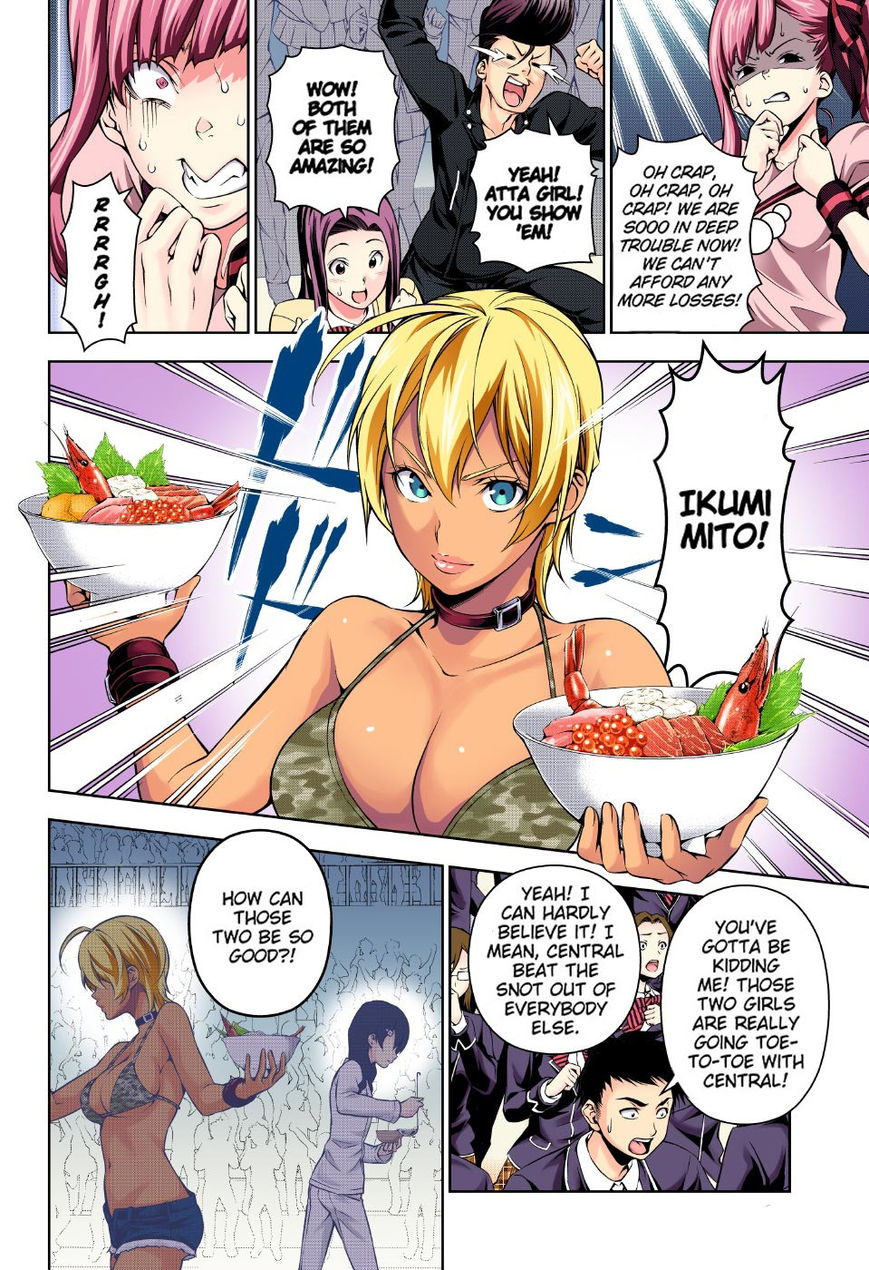 OH CRAP,
OH CRAP, OH
CRAP! WE ARE
SOOO IN DEEP
TROUBLE NOW!
WE CAN'T
AFFORD ANY
MORE LOSSES!
YEAH!
ATTA GIRL!
YOU SHOW
'EM!
WOW!
BOTH
OF THEM
ARE SO
AMAZING!
RRRRGH!
IKUMI
MITO!
YOU'VE
GOTTA BE
KIDDING
ME! THOSE
TWO GIRLS
ARE REALLY
GOING TOE-
TO-TOE WITH
CENTRAL!
YEAH! I
CAN HARDLY
BELIEVE IT! I
MEAN, CENTRAL
BEAT THE
SNOT OUT OF
EVERYBODY
ELSE.
HOW CAN
THOSE
TWO BE SO
GOOD?!